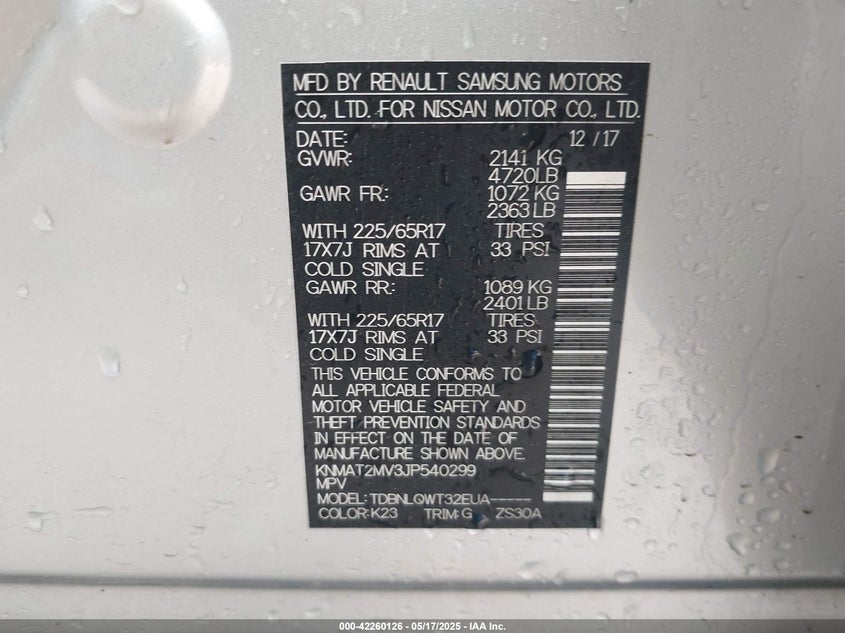 MFD BY RENAULT SAMSUNG MOTORS
CO., LTD. FOR NISSAN MOTOR CO., LTD.
DATE: 12 / 17
GVWR: 2141 KG
4720LB
GAWR FR: 1072 KG
2363 LB
WITH 225/65R17 TIRES
17X7J RIMS AT 33 PSI
COLD SINGLE
GAWR RR: 1089 KG
2401 LB
WITH 225/65R17 TIRES
17X7J RIMS AT 33 PSI
COLD SINGLE
THIS VEHICLE CONFORMS TO
ALL APPLICABLE FEDERAL
MOTOR VEHICLE SAFETY AND
THEFT PREVENTION STANDARDS
IN EFFECT ON THE DATE OF
MANUFACTURE SHOWN ABOVE.
KNMAT2MV3JP540299
MPV
MODEL: TDBNLQWT32EUA-----
COLOR: K23 TRIM: G ZS30A
000-42260126 - 05/17/2025 - IAA Inc.